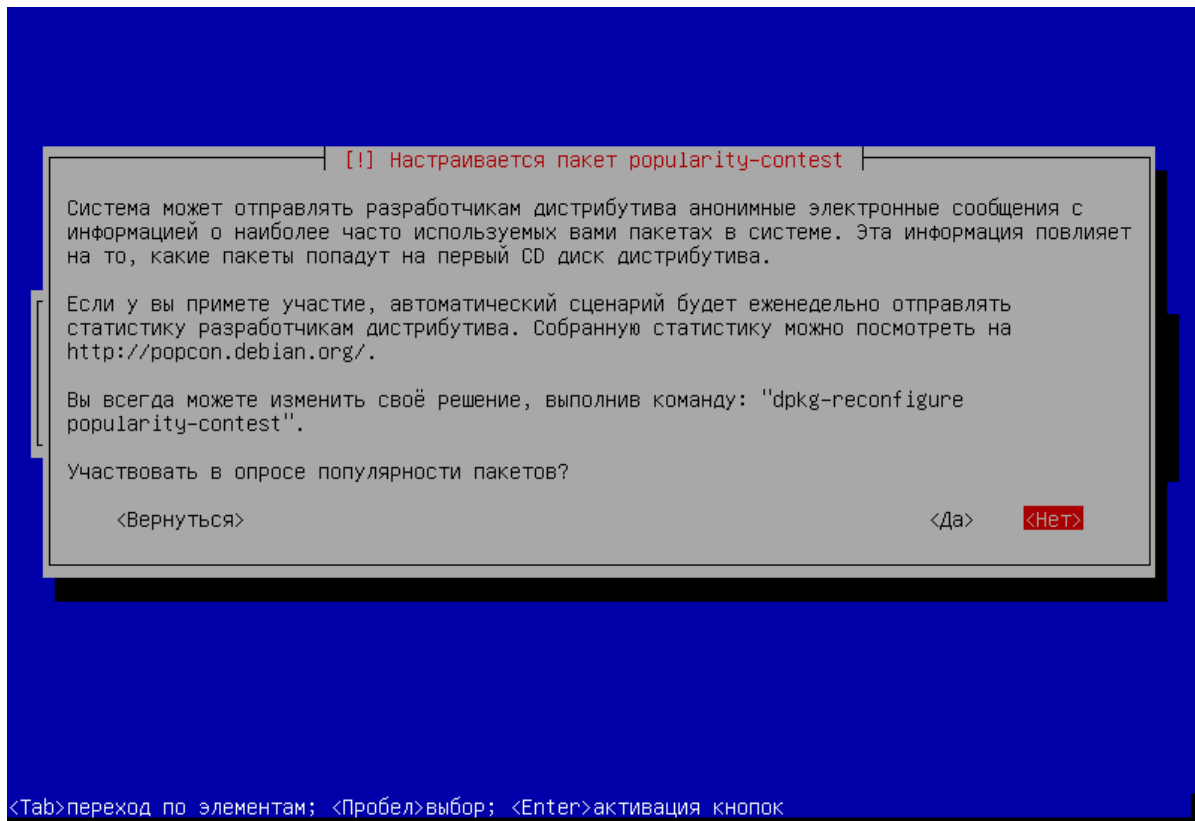 [!] Настраивается пакет popularity-contest
Система может отправлять разработчикам дистрибутива анонимные электронные сообщения с
информацией о наиболее часто используемых вами пакетах в системе. Эта информация повлияет
на то, какие пакеты попадут на первый CD диск дистрибутива.
Если у вы примете участие, автоматический сценарий будет еженедельно отправлять
статистику разработчикам дистрибутива. Собранную статистику можно посмотреть на
http://popcon.debian.org/.
Вы всегда можете изменить своё решение, выполнив команду: "dpkg-reconfigure
popularity-contest".
Участвовать в опросе популярности пакетов?
<Вернуться> <Да> <Нет>
<Tab>переход по элементам; <Пробел>выбор; <Enter>активация кнопок